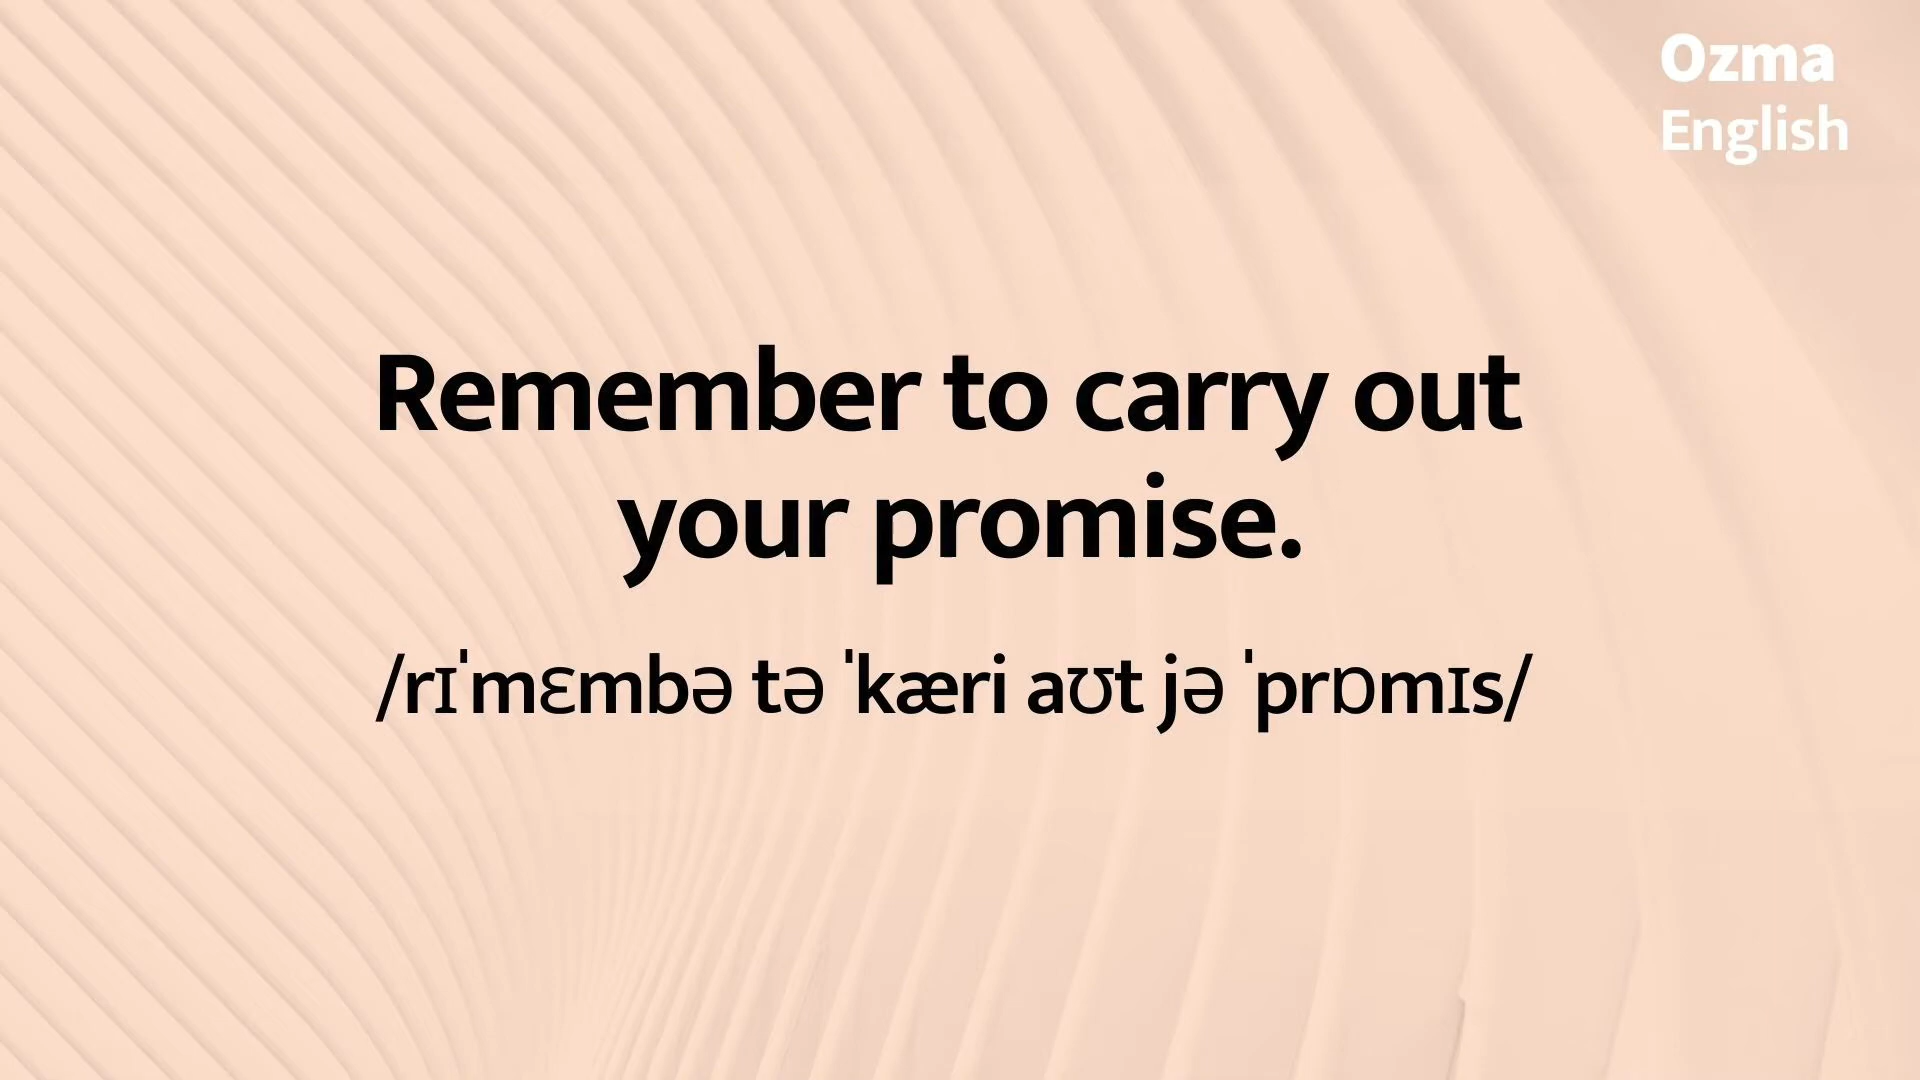 Ozma
English
Remember to carry out
your promise.
/rɪˈmɛmbə tə ˈkæri aʊt jə ˈprɒmɪs/